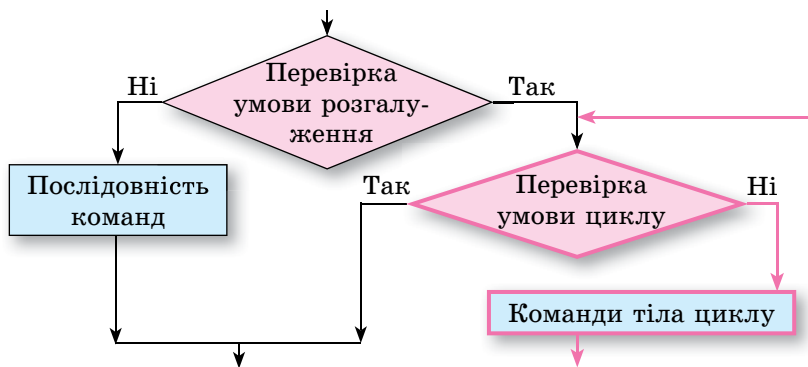 Перевірка
умови розгалу-
ження
Ні
Так
Послідовність
команд
Так
Перевірка
умови циклу
Ні
Команди тіла циклу